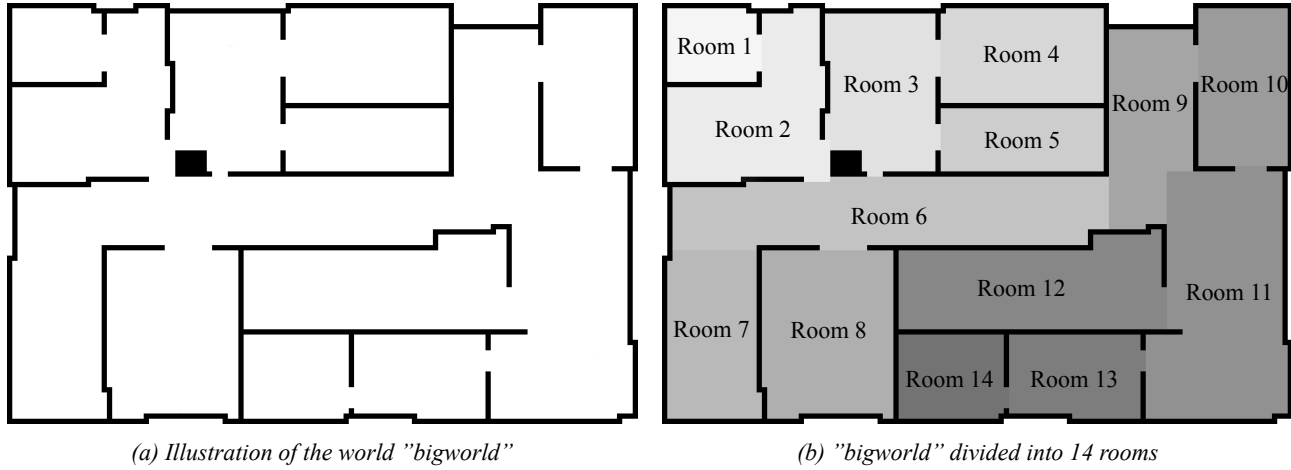 Room 1
Room 4
Room 3
Room 10
Room 9
Room 2
Room 5
Room 6
Room 12
Room 11
Room 7
Room 8
Room 14
Room 13
(a) Illustration of the world ”bigworld”
(b) ”bigworld” divided into 14 rooms